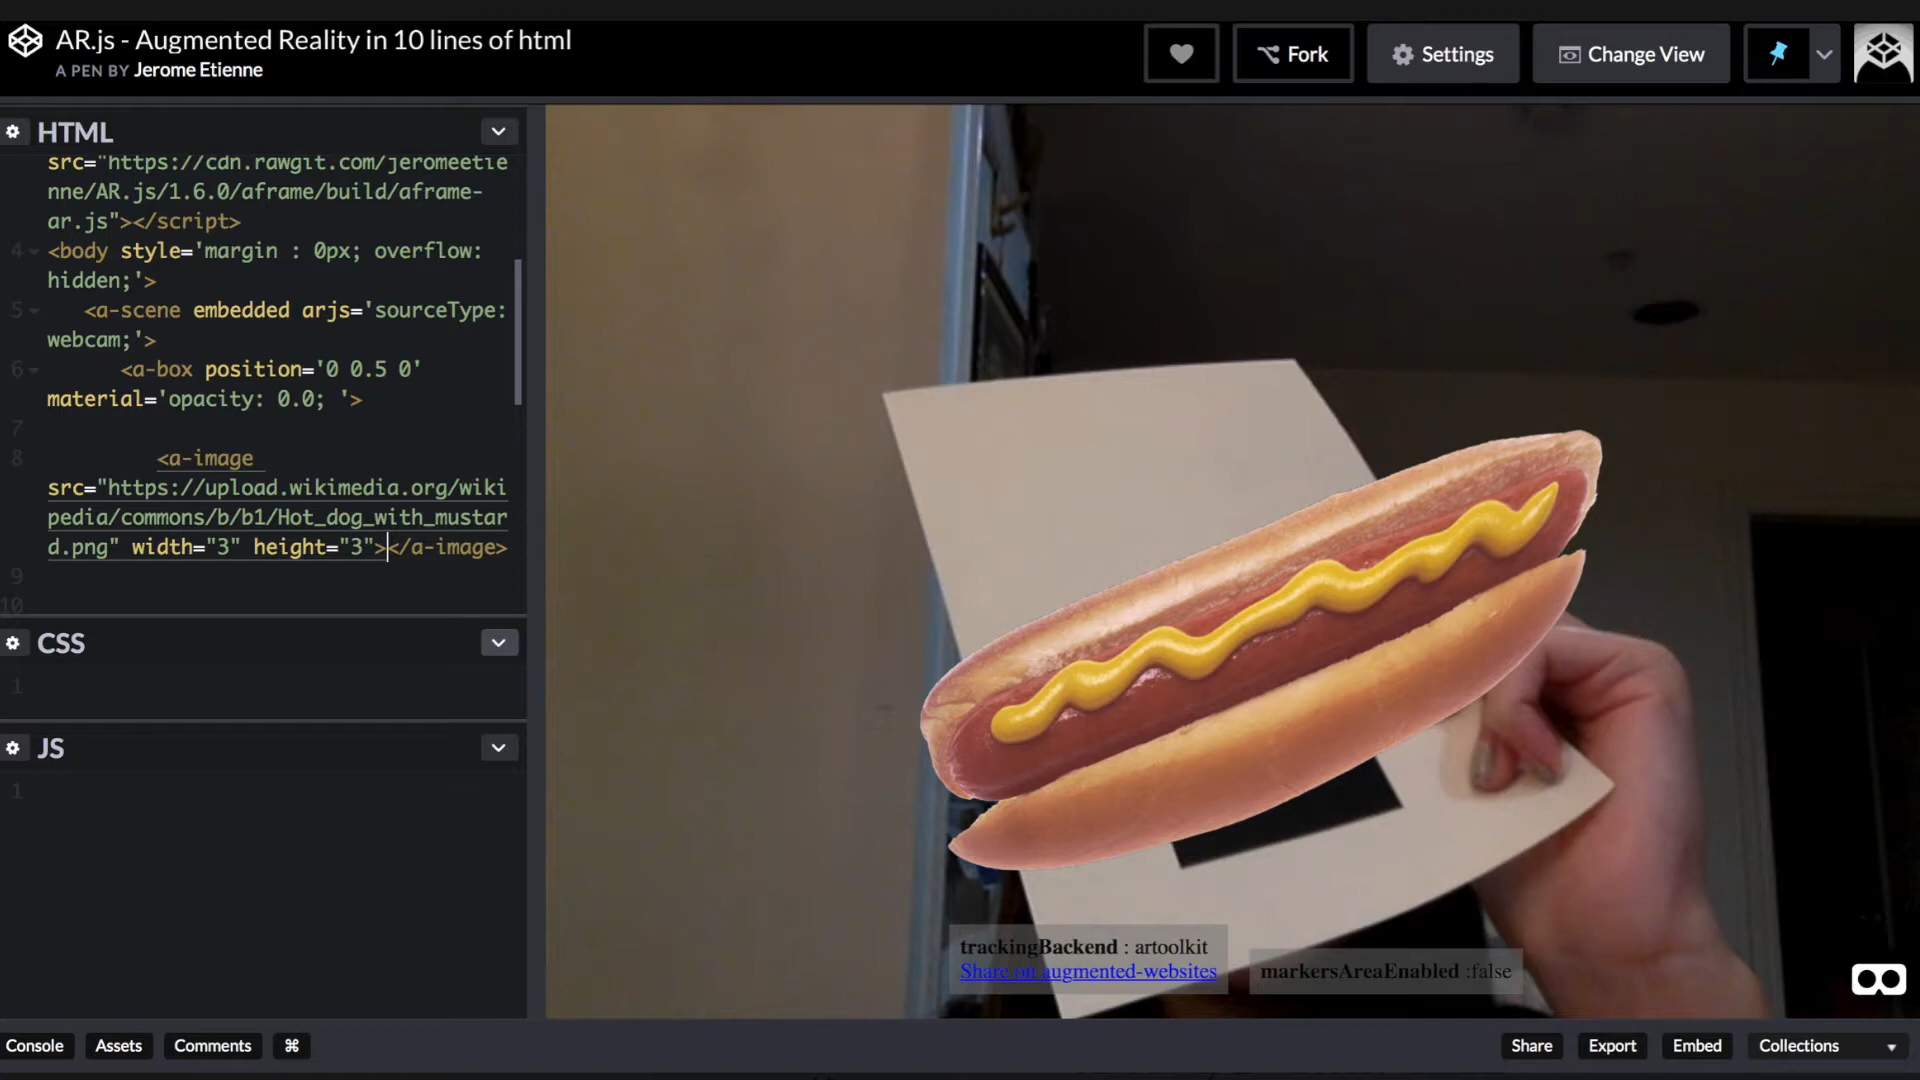 AR.js - Augmented Reality in 10 lines of html
A PEN BY Jerome Etienne
Fork
Settings
Change View
HTML
src="https://cdn.rawgit.com/jeromeetie
nne/AR.js/1.6.0/aframe/build/aframe-
ar.js"></script>
4 <body style='margin : 0px; overflow:
hidden;'>
5 <a-scene embedded arjs='sourceType:
webcam;'>
6 <a-box position='0 0.5 0'
material='opacity: 0.0; '>
7
8 <a-image
src="https://upload.wikimedia.org/wiki
pedia/commons/b/b1/Hot_dog_with_mustar
d.png" width="3" height="3"></a-image>
9
10
CSS
1
JS
1
trackingBackend : artoolkit
Share on augmented-websites
markersAreaEnabled :false
Console
Assets
Comments
⌘
Share
Export
Embed
Collections